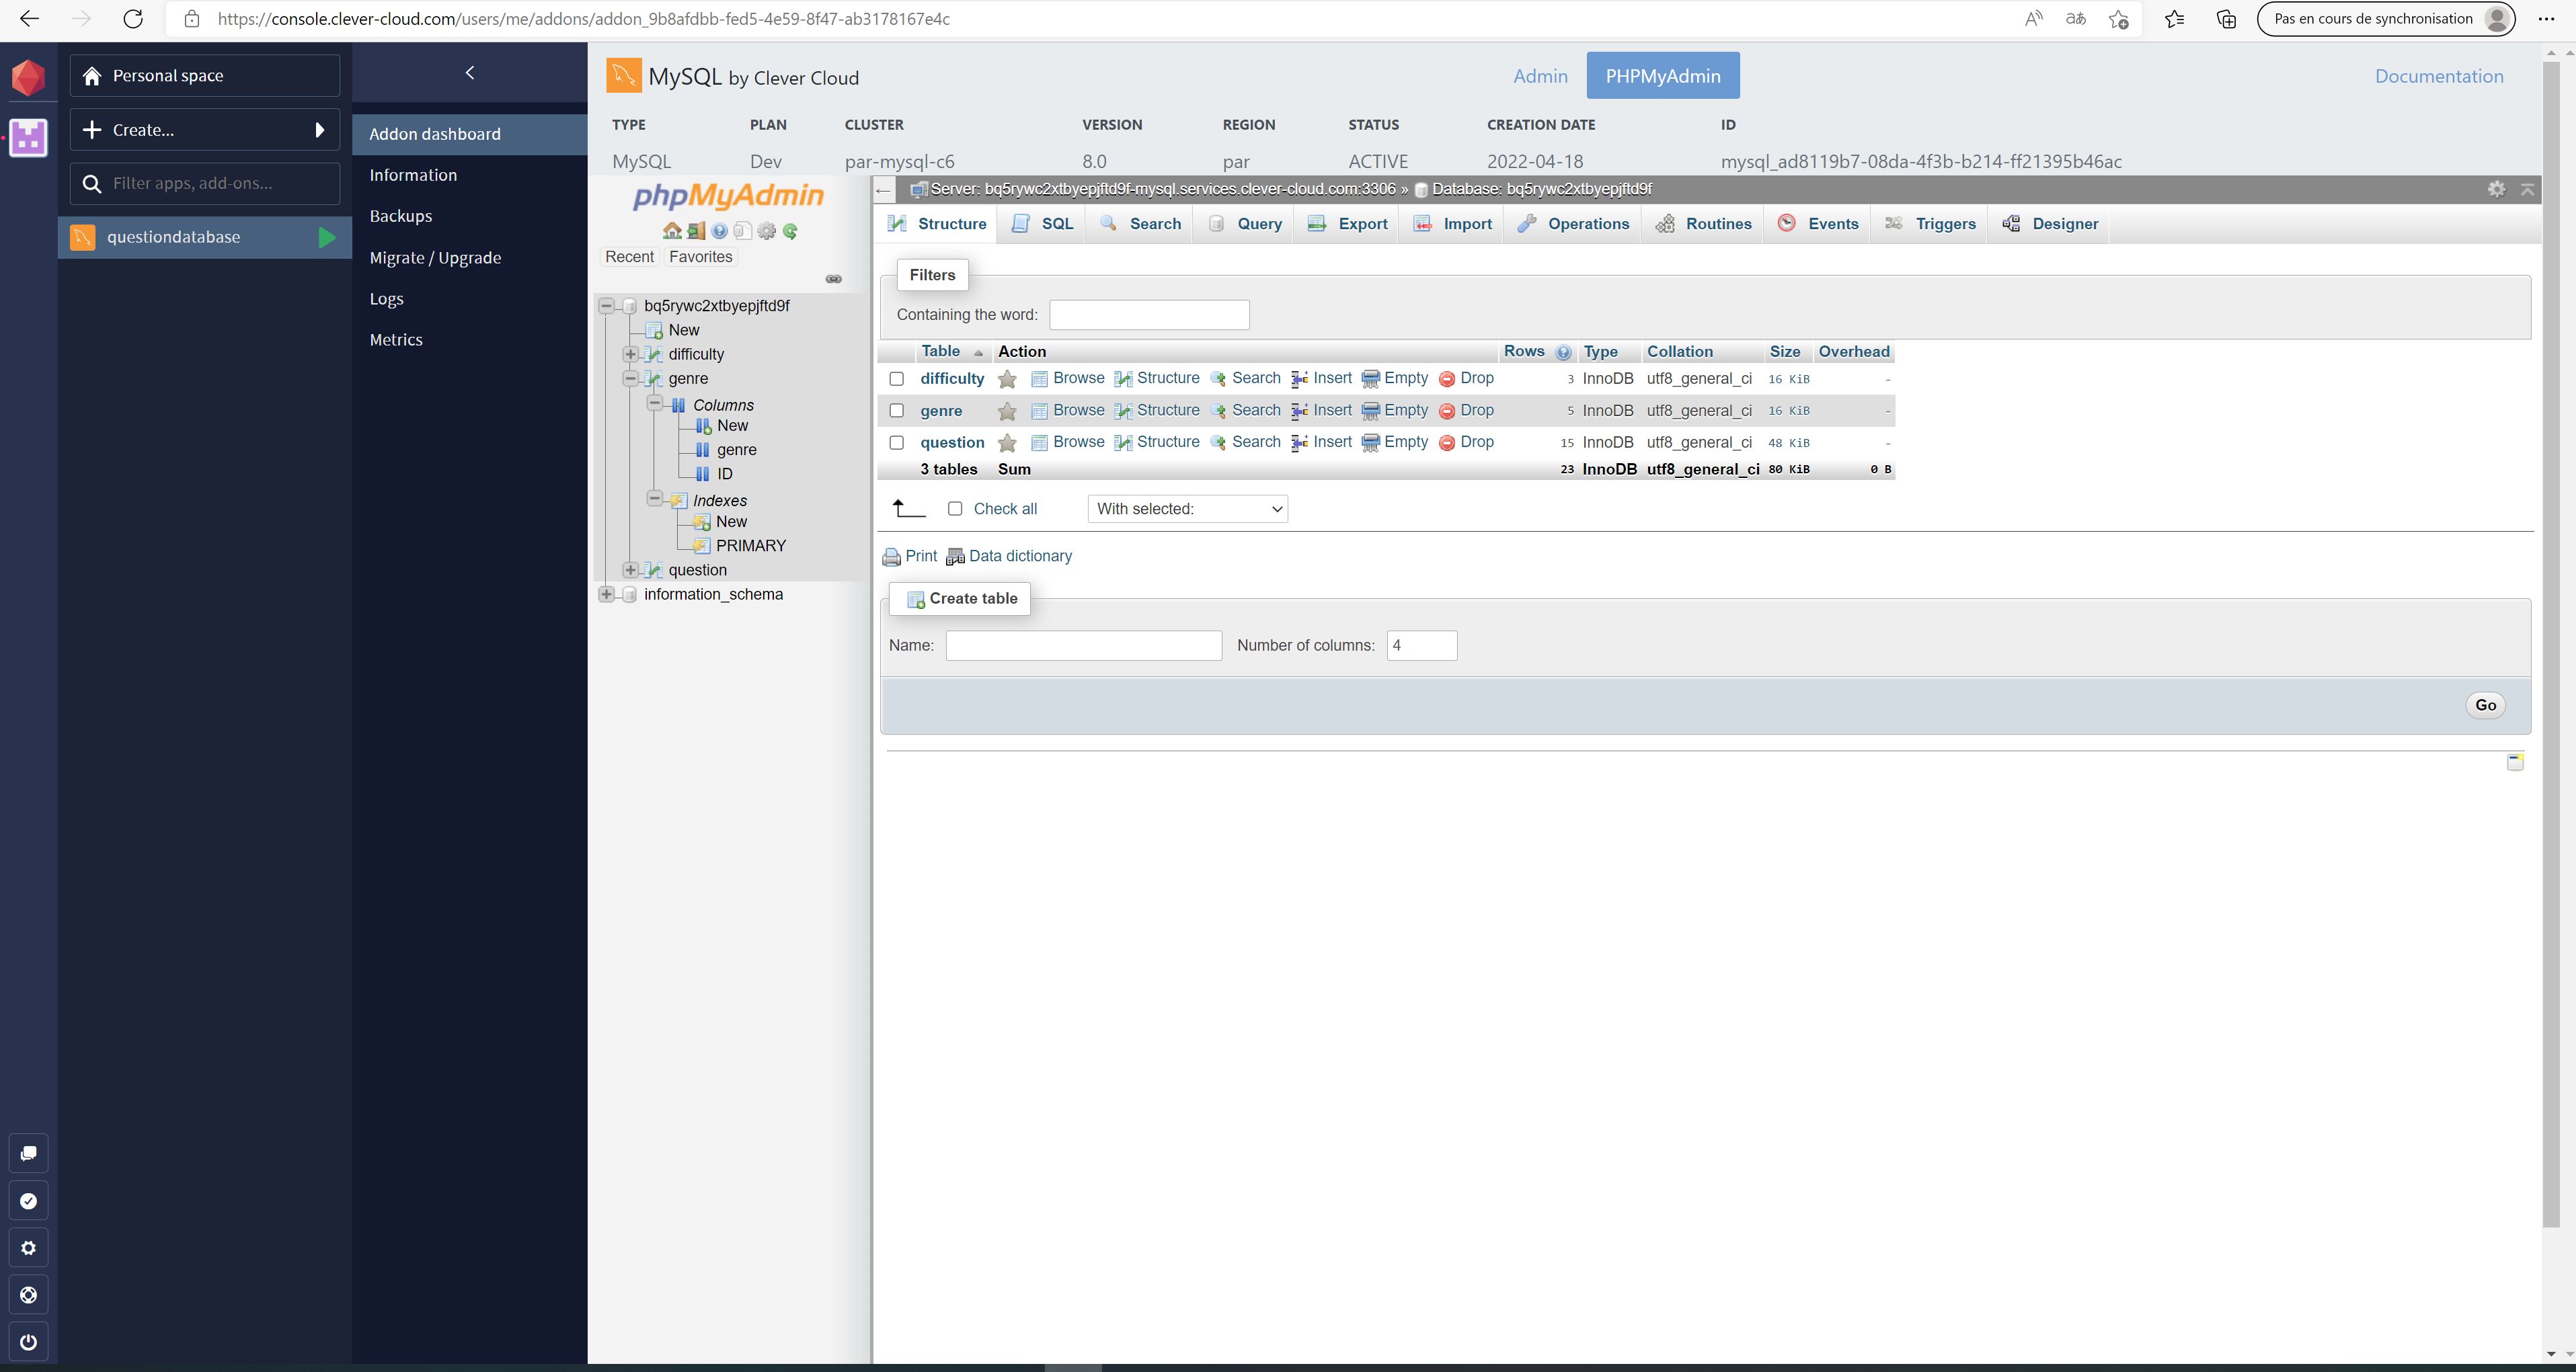 https://console.clever-cloud.com/users/me/addons/addon_9b8afdbb-fed5-4e59-8f47-ab3178167e4c
Pas en cours de synchronisation
Personal space
Create...
Filter apps, add-ons...
questiondatabase
Addon dashboard
Information
Backups
Migrate / Upgrade
Logs
Metrics
MySQL by Clever Cloud
Admin
PHPMyAdmin
Documentation
TYPE PLAN CLUSTER VERSION REGION STATUS CREATION DATE ID
MySQL Dev par-mysql-c6 8.0 par ACTIVE 2022-04-18 mysql_ad8119b7-08da-4f3b-b214-ff21395b46ac
phpMyAdmin
Recent Favorites
bq5rywc2xtbyepjftd9f
New
difficulty
genre
Columns
New
genre
ID
Indexes
New
PRIMARY
question
information_schema
Server: bq5rywc2xtbyepjftd9f-mysql.services.clever-cloud.com:3306 » Database: bq5rywc2xtbyepjftd9f
Structure SQL Search Query Export Import Operations Routines Events Triggers Designer
Filters
Containing the word:
Table Action Rows Type Collation Size Overhead
difficulty Browse Structure Search Insert Empty Drop 3 InnoDB utf8_general_ci 16 KiB -
genre Browse Structure Search Insert Empty Drop 5 InnoDB utf8_general_ci 16 KiB -
question Browse Structure Search Insert Empty Drop 15 InnoDB utf8_general_ci 48 KiB -
3 tables Sum 23 InnoDB utf8_general_ci 80 KiB 0 B
Check all With selected:
Print Data dictionary
Create table
Name: Number of columns: 4
Go